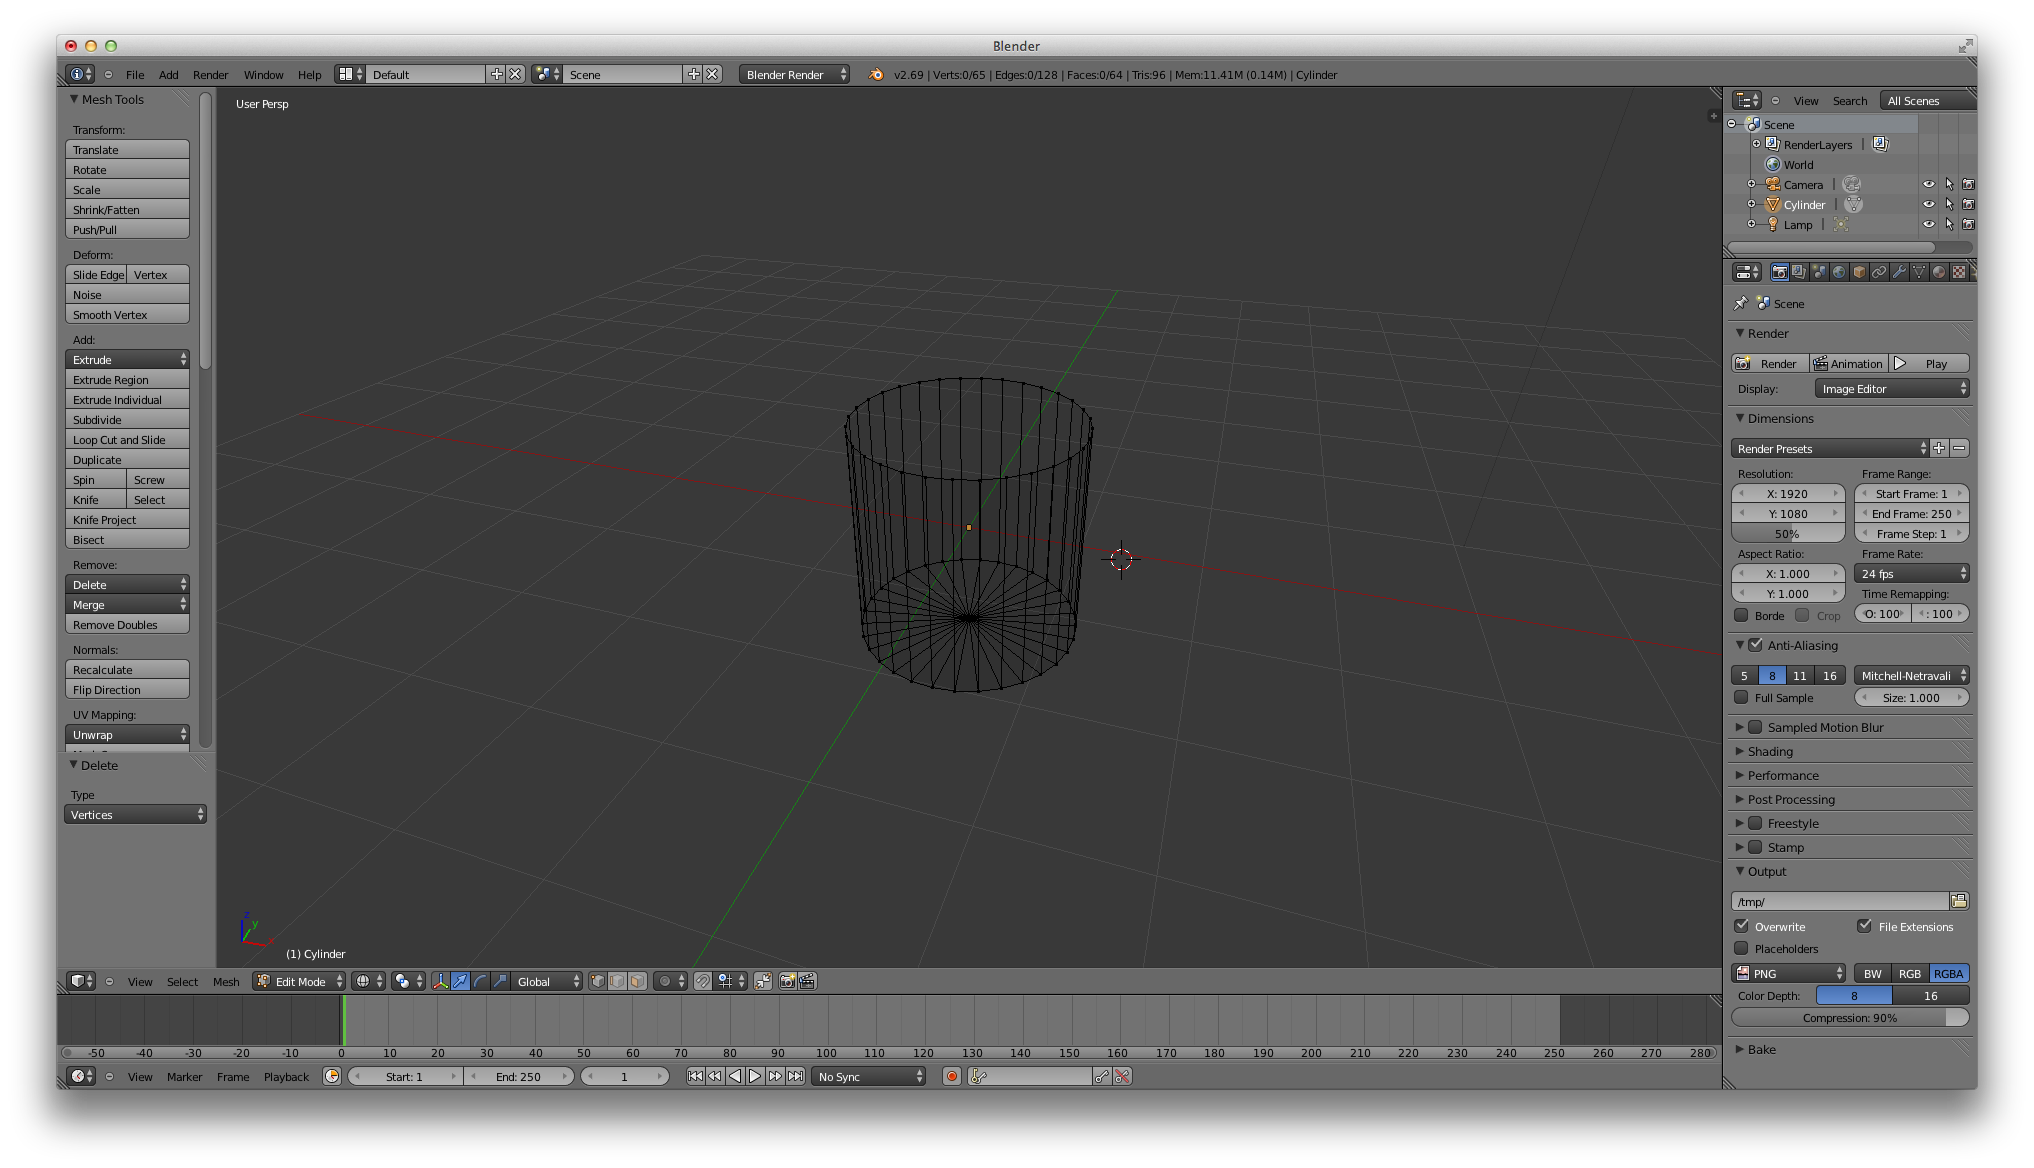 Blender
File Add Render Window Help Default Scene Blender Render v2.69 | Verts:0/65 | Edges:0/128 | Faces:0/64 | Tris:96 | Mem:11.41M (0.14M) | Cylinder
Mesh Tools
Transform:
Translate
Rotate
Scale
Shrink/Fatten
Push/Pull
Deform:
Slide Edge Vertex
Noise
Smooth Vertex
Add:
Extrude
Extrude Region
Extrude Individual
Subdivide
Loop Cut and Slide
Duplicate
Spin Screw
Knife Select
Knife Project
Bisect
Remove:
Delete
Merge
Remove Doubles
Normals:
Recalculate
Flip Direction
UV Mapping:
Unwrap
Delete
Type
Vertices
User Persp
z
y
x
(1) Cylinder
View Select Mesh Edit Mode Global
-50 -40 -30 -20 -10 0 10 20 30 40 50 60 70 80 90 100 110 120 130 140 150 160 170 180 190 200 210 220 230 240 250 260 270 280
View Marker Frame Playback Start: 1 End: 250 1 No Sync
View Search All Scenes
Scene
RenderLayers |
World
Camera |
Cylinder |
Lamp |
Scene
Render
Render Animation Play
Display: Image Editor
Dimensions
Render Presets
Resolution: Frame Range:
X: 1920 Start Frame: 1
Y: 1080 End Frame: 250
50% Frame Step: 1
Aspect Ratio: Frame Rate:
X: 1.000 24 fps
Y: 1.000 Time Remapping:
Borde Crop O: 100 : 100
Anti-Aliasing
5 8 11 16 Mitchell-Netravali
Full Sample Size: 1.000
Sampled Motion Blur
Shading
Performance
Post Processing
Freestyle
Stamp
Output
/tmp/
Overwrite File Extensions
Placeholders
PNG BW RGB RGBA
Color Depth: 8 16
Compression: 90%
Bake